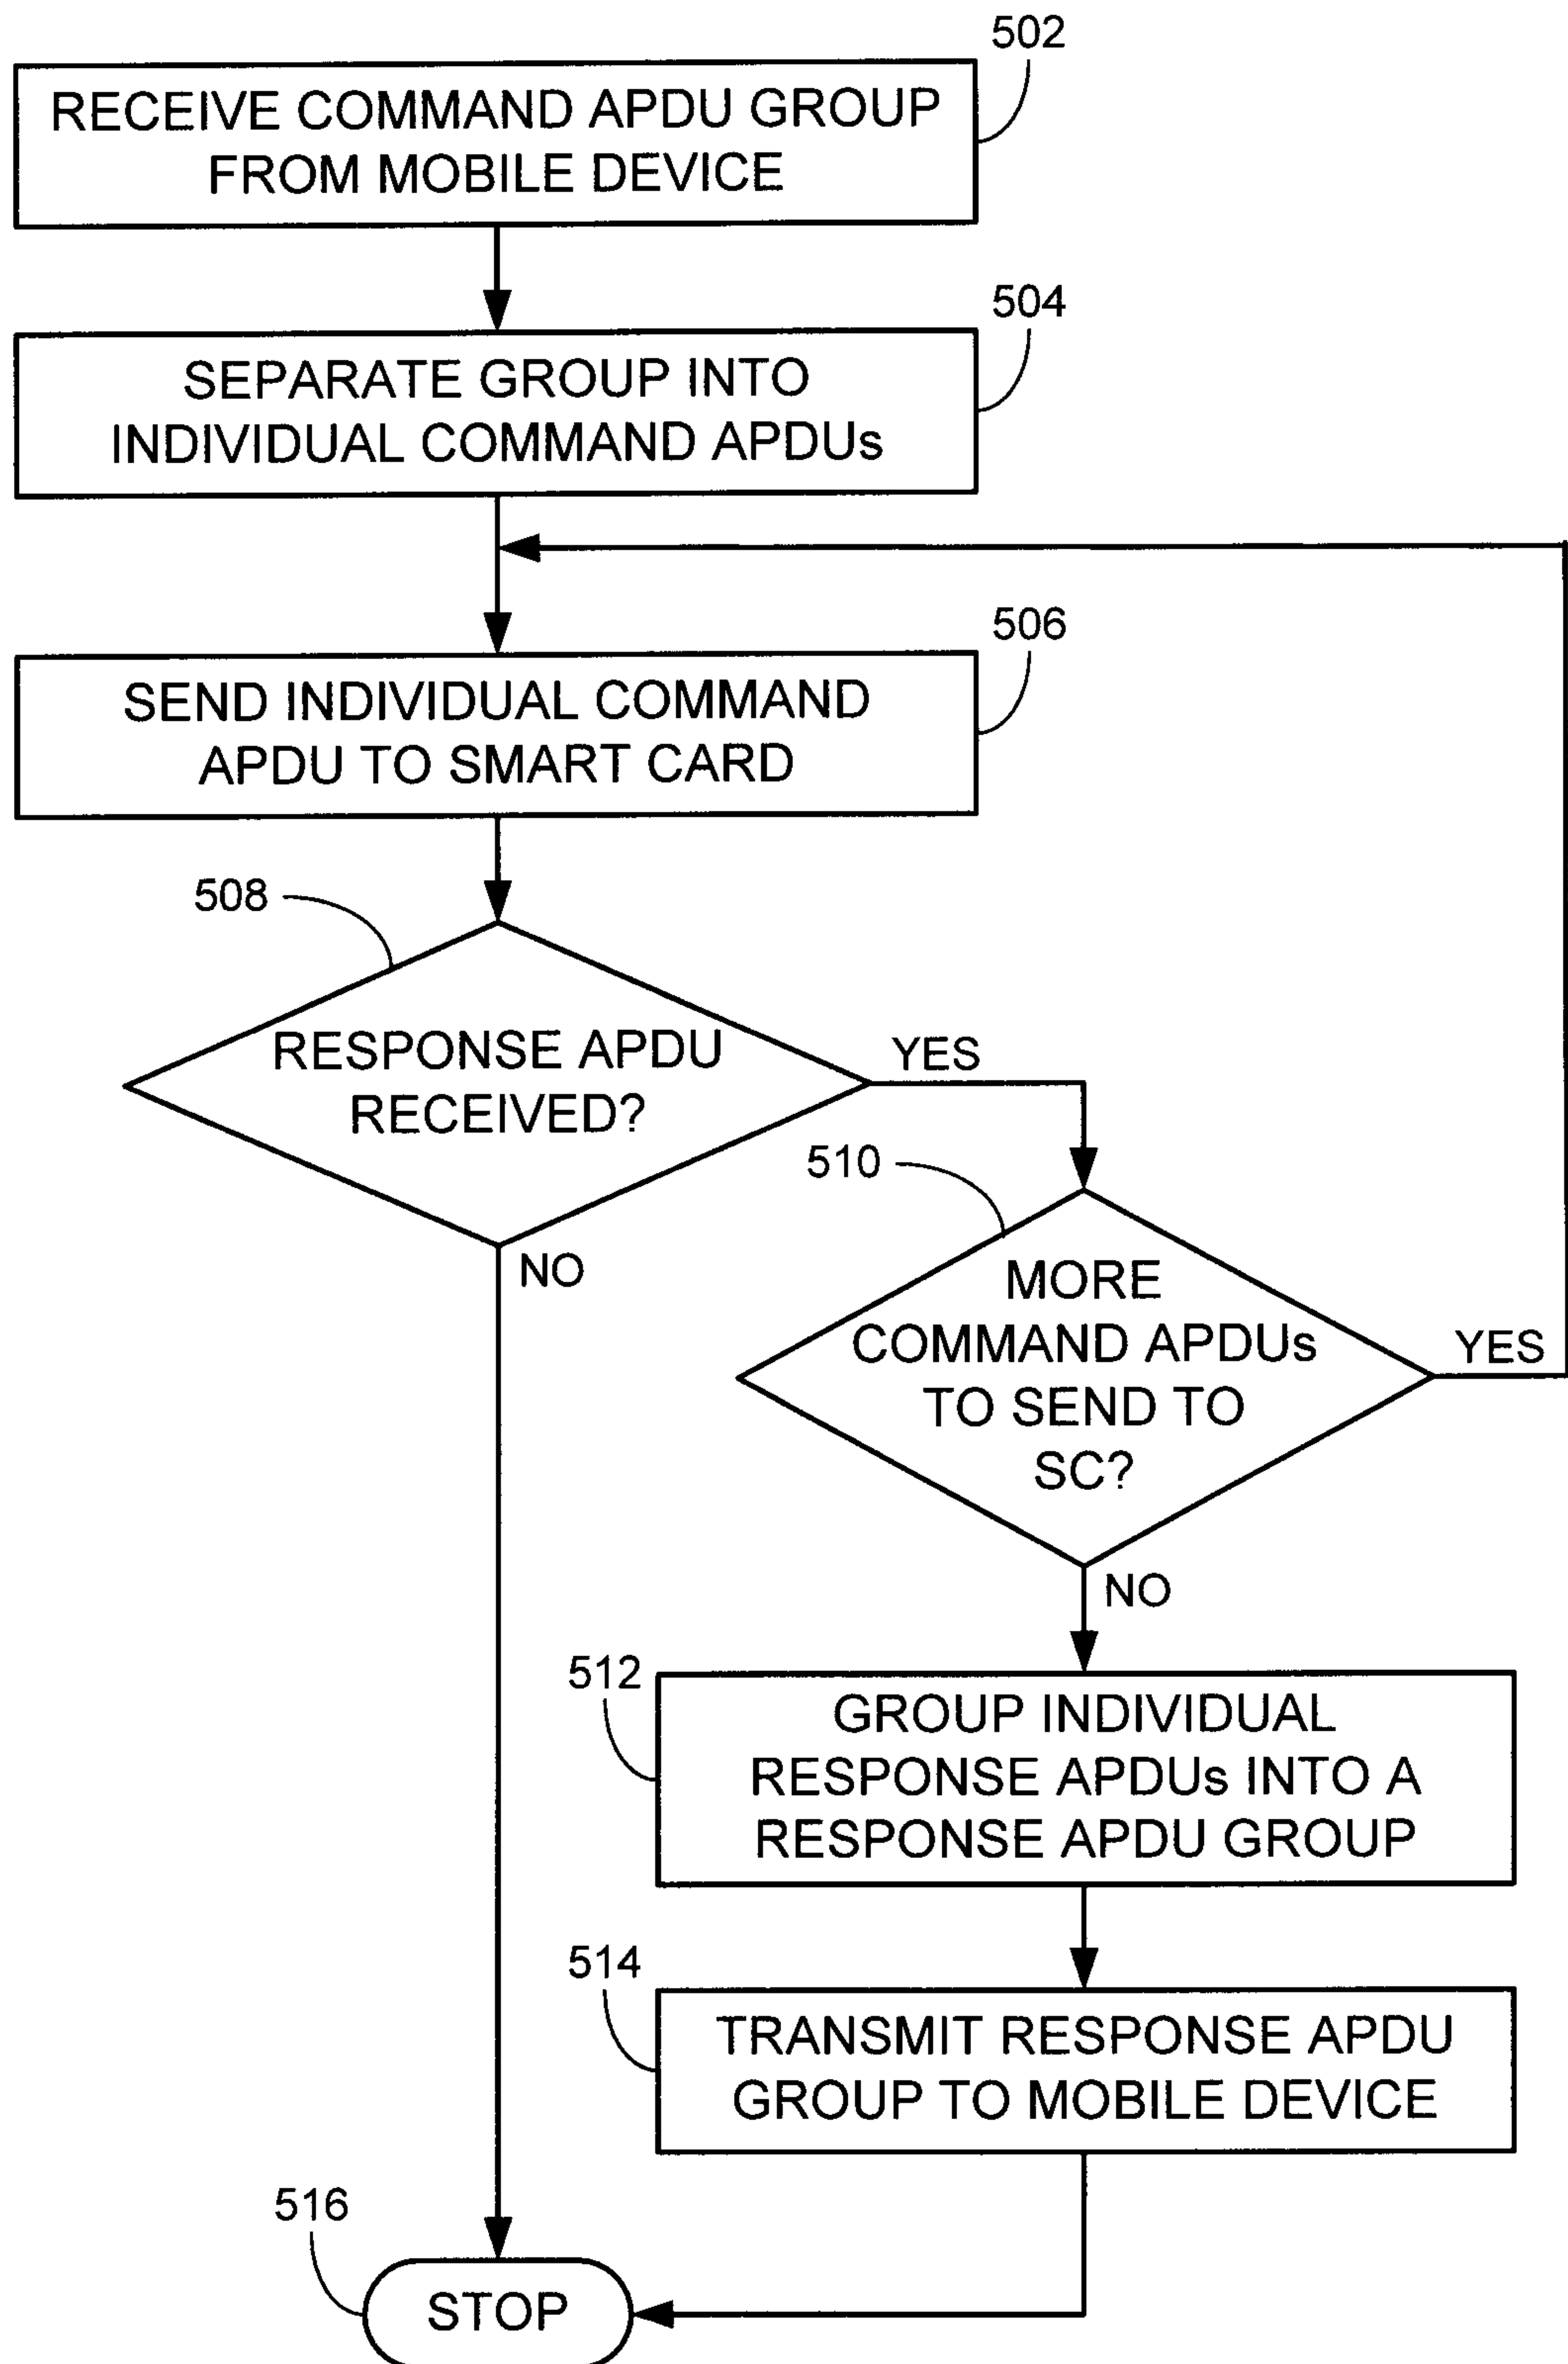 502
RECEIVE COMMAND APDU GROUP
FROM MOBILE DEVICE
504
SEPARATE GROUP INTO
INDIVIDUAL COMMAND APDUs
506
SEND INDIVIDUAL COMMAND
APDU TO SMART CARD
508
RESPONSE APDU
RECEIVED?
YES
NO
510
MORE
COMMAND APDUs
TO SEND TO
SC?
YES
NO
512
GROUP INDIVIDUAL
RESPONSE APDUs INTO A
RESPONSE APDU GROUP
514
TRANSMIT RESPONSE APDU
GROUP TO MOBILE DEVICE
516
STOP